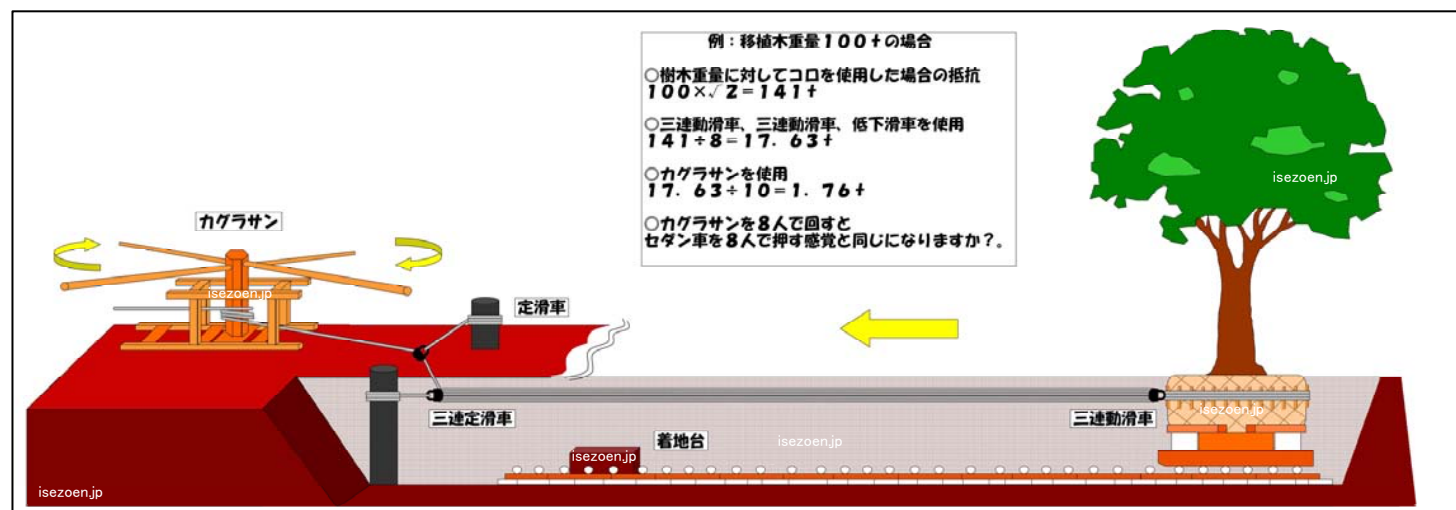 例：移植木重量１００ｔの場合
○樹木重量に対してコロを使用した場合の抵抗
１００×√２＝１４１ｔ
○三連動滑車、三連動滑車、低下滑車を使用
１４１÷８＝１７．６３ｔ
○カグラサンを使用
１７．６３÷１０＝１．７６ｔ
○カグラサンを８人で回すと
セダン車を８人で押す感覚と同じになりますか？。
isezoen.jp
カグラサン
isezoen.jp
定滑車
三連定滑車
三連動滑車
isezoen.jp
着地台
isezoen.jp
isezoen.jp
isezoen.jp